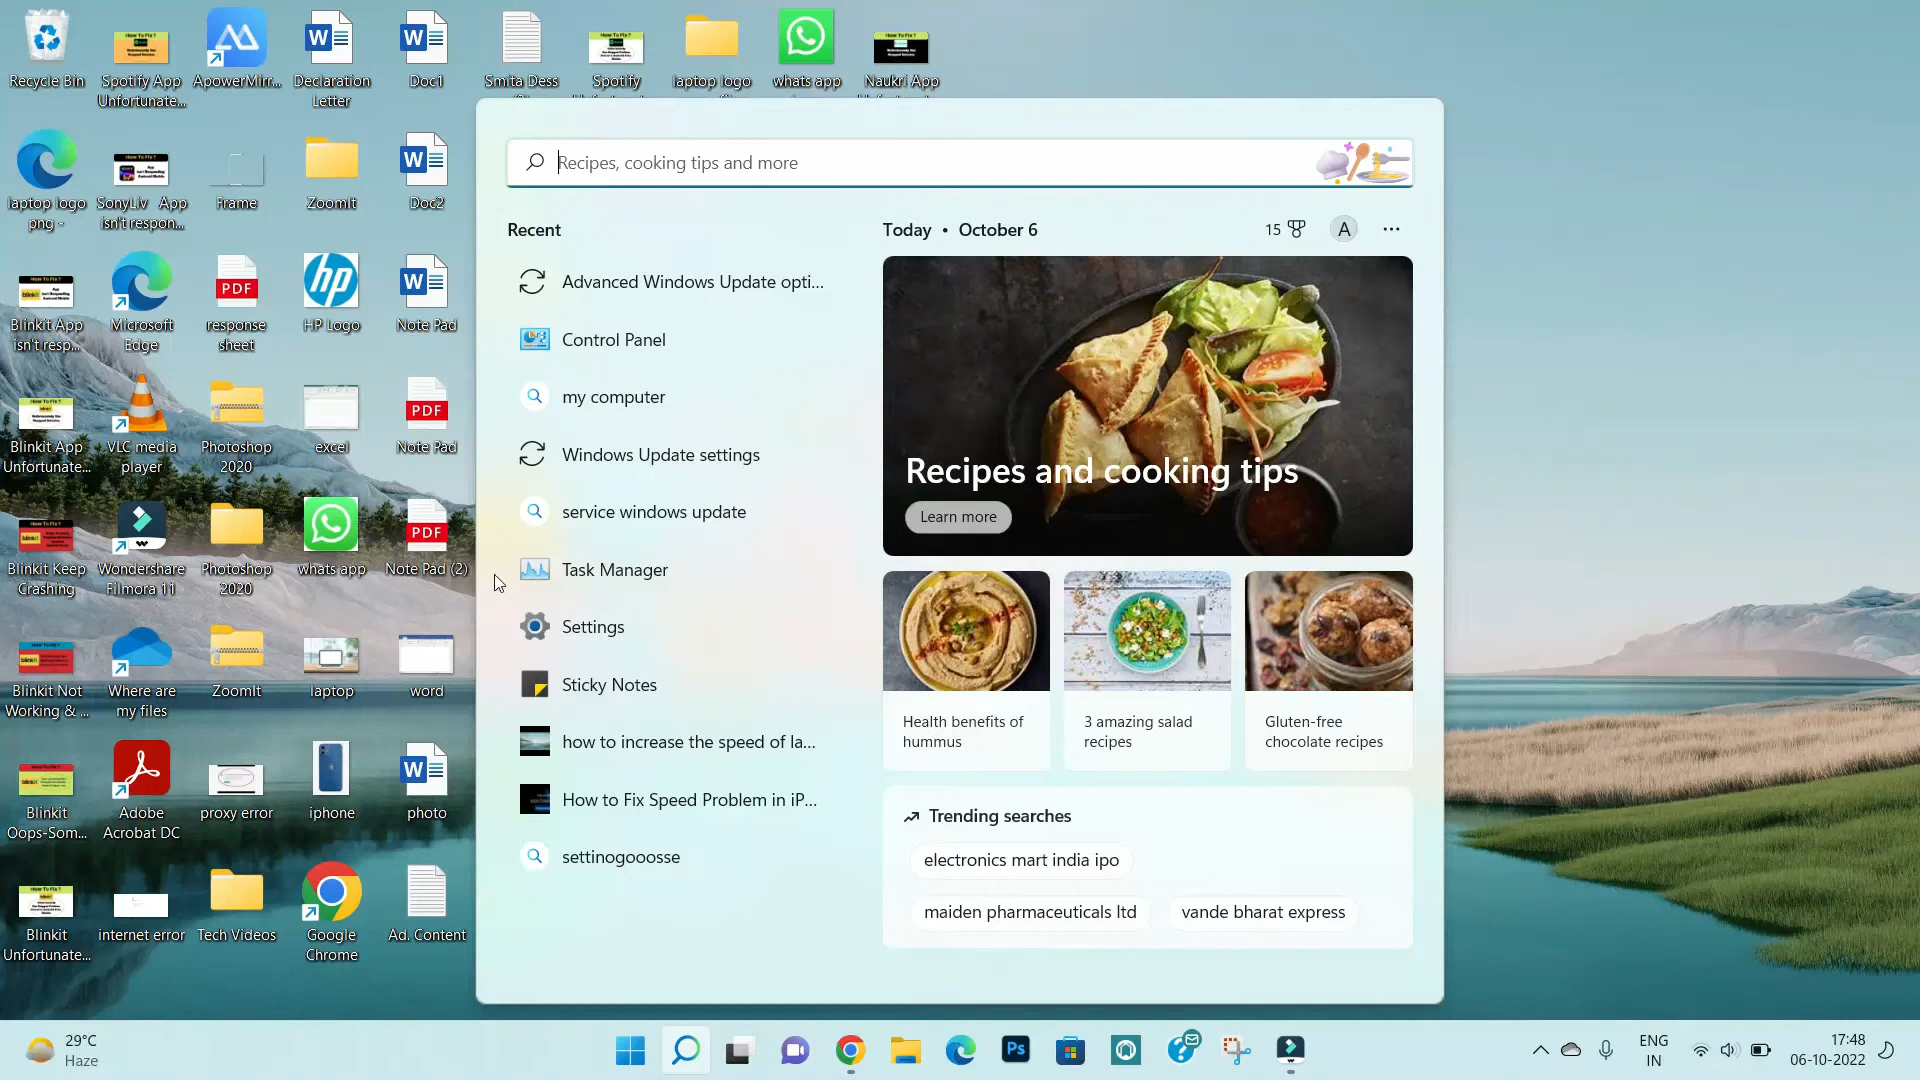 Recycle Bin
Spotify App
Unfortunate...
ApowerMirr...
Declaration
Letter
Doc1
Smita Dess
Spotify
laptop logo
whats app
Naukri App
laptop logo
png -
SonyLiv App
isn't respon...
Frame
ZoomIt
Doc2
Blinkit App
isn't resp...
Microsoft
Edge
PDF
response
sheet
HP Logo
Note Pad
Blinkit App
Unfortunate...
VLC media
player
Photoshop
2020
excel
PDF
Note Pad
Blinkit Keep
Crashing
Wondershare
Filmora 11
Photoshop
2020
whats app
PDF
Note Pad (2)
Blinkit Not
Working & ...
Where are
my files
ZoomIt
laptop
word
Blinkit
Oops-Som...
Adobe
Acrobat DC
proxy error
iphone
photo
Blinkit
Unfortunate...
internet error
Tech Videos
Google
Chrome
Ad. Content
Recipes, cooking tips and more
Recent
Advanced Windows Update opti...
Control Panel
my computer
Windows Update settings
service windows update
Task Manager
Settings
Sticky Notes
how to increase the speed of la...
How to Fix Speed Problem in iP...
settinogooosse
Today • October 6
15
A
Recipes and cooking tips
Learn more
Health benefits of
hummus
3 amazing salad
recipes
Gluten-free
chocolate recipes
Trending searches
electronics mart india ipo
maiden pharmaceuticals ltd
vande bharat express
29°C
Haze
Ps
ENG
IN
17:48
06-10-2022